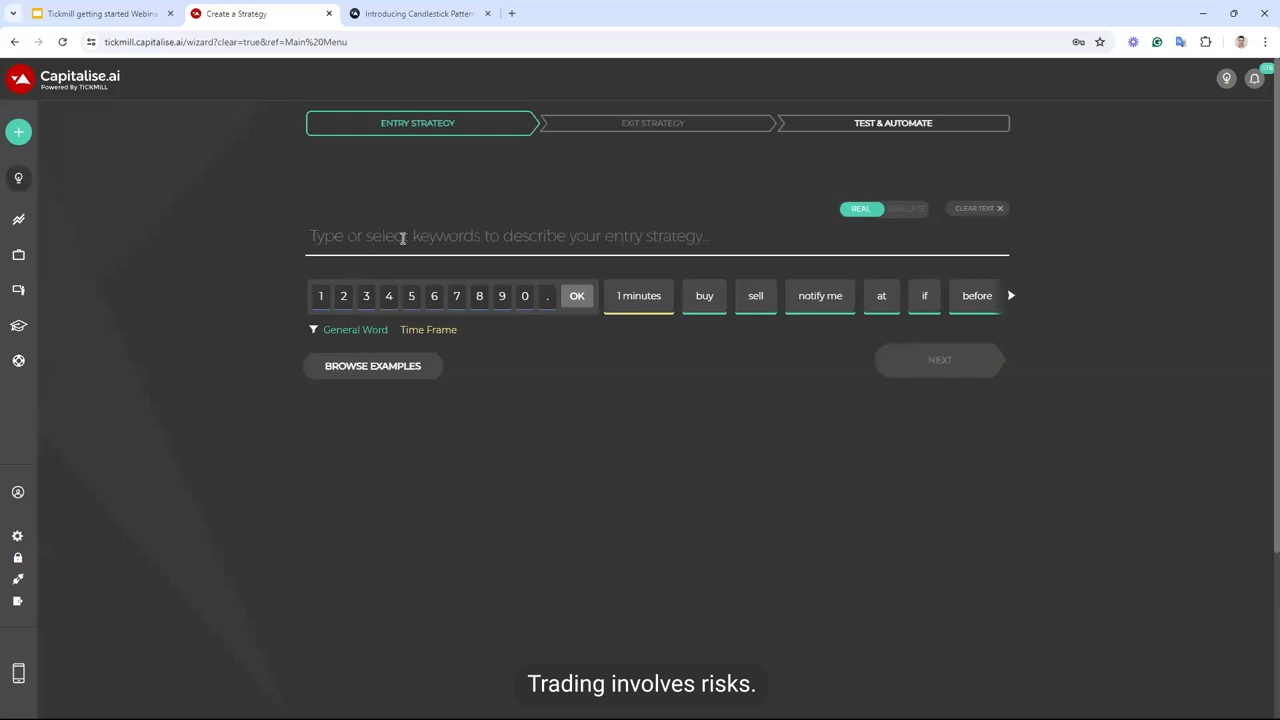 Tickmill getting started Webina
Create a Strategy
Introducing Candlestick Pattern
tickmill.capitalise.ai/wizard?clear=true&ref=Main%20Menu
Capitalise.ai
Powered By TICKMILL
ENTRY STRATEGY
EXIT STRATEGY
TEST & AUTOMATE
REAL SIMULATE
CLEAR TEXT ✕
Type or select keywords to describe your entry strategy...
1 2 3 4 5 6 7 8 9 0 . OK 1 minutes buy sell notify me at if before
General Word Time Frame
BROWSE EXAMPLES
NEXT
Trading involves risks.